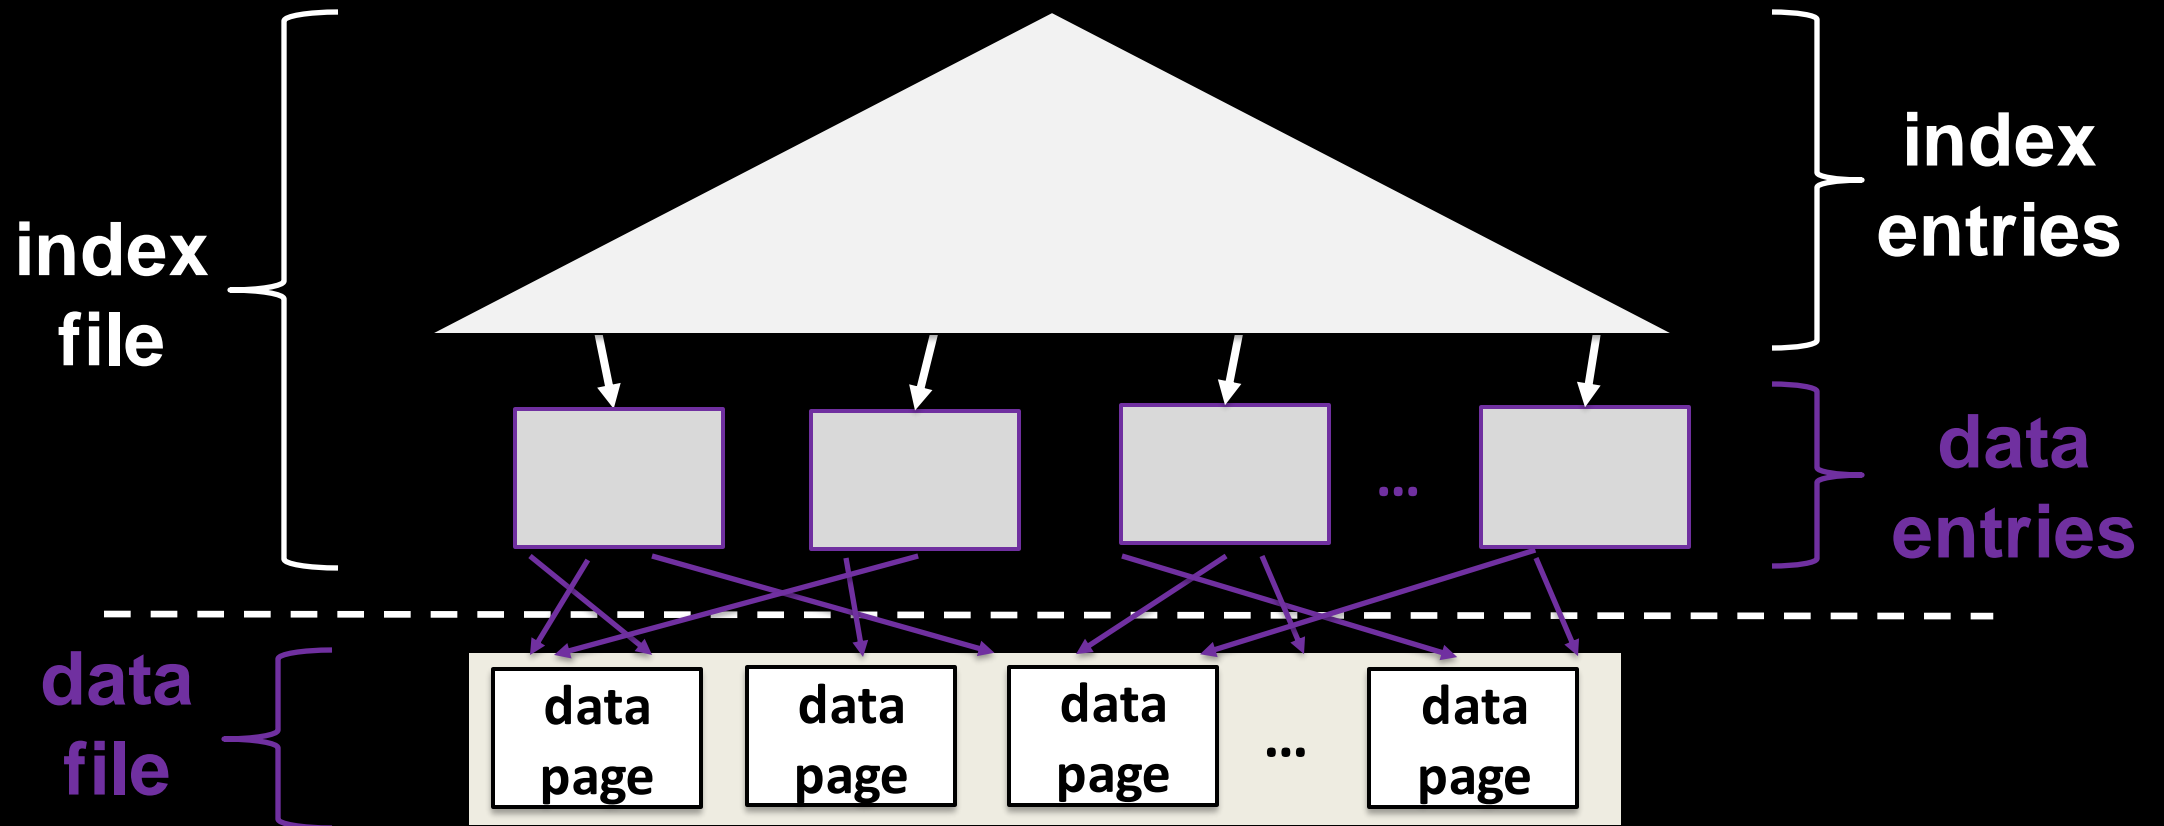 index
file
index
entries
...
data
entries
data
file
data
page
data
page
data
page
...
data
page